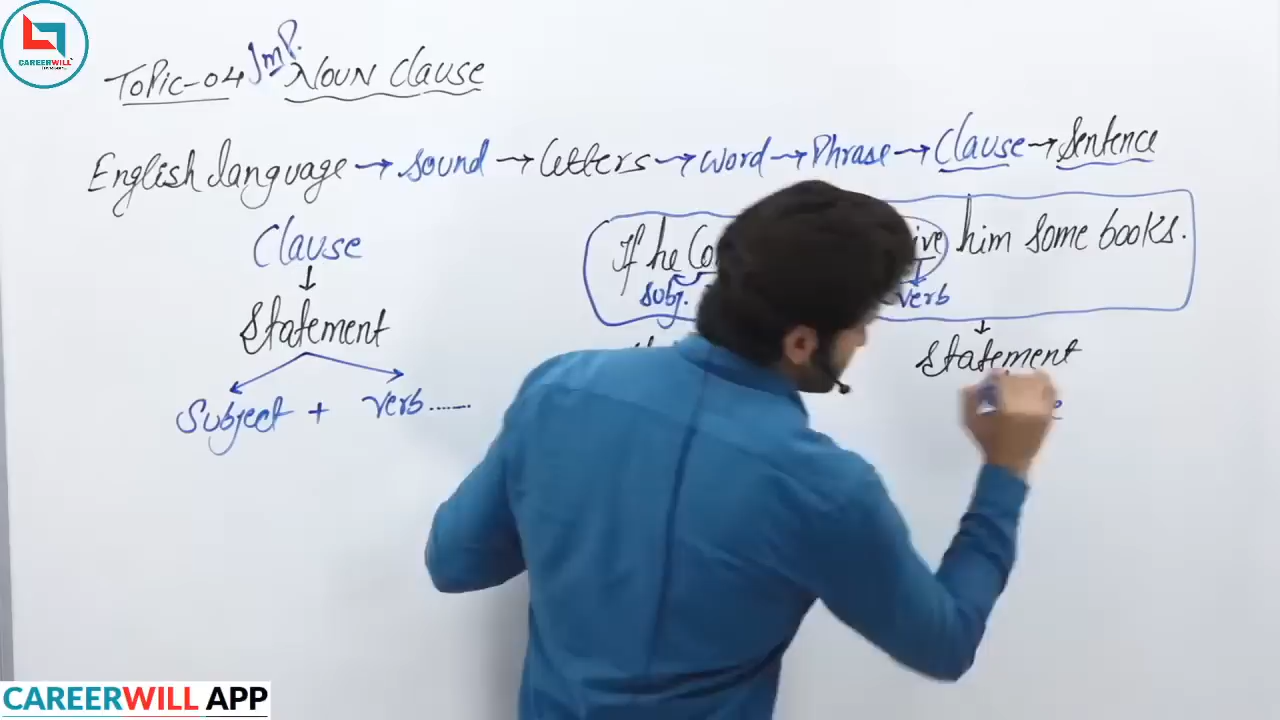 CAREERWILL
Topic-04 Imp. Noun Clause
English language → sound → letters → word → Phrase → Clause → Sentence
Clause
↓
Statement
Subject + verb......
If he him some books.
subj. verb
↓
Statement
CAREERWILL APP